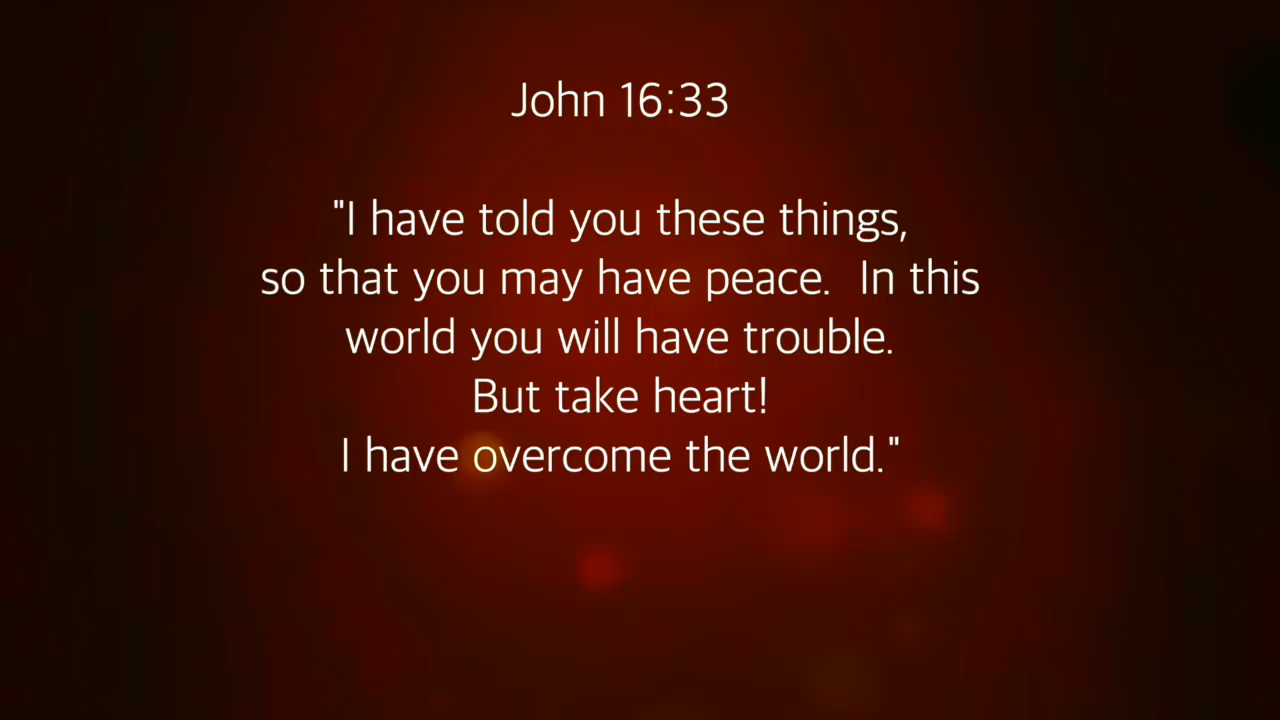 John 16:33
"I have told you these things,
so that you may have peace.  In this
world you will have trouble.
But take heart!
I have overcome the world."